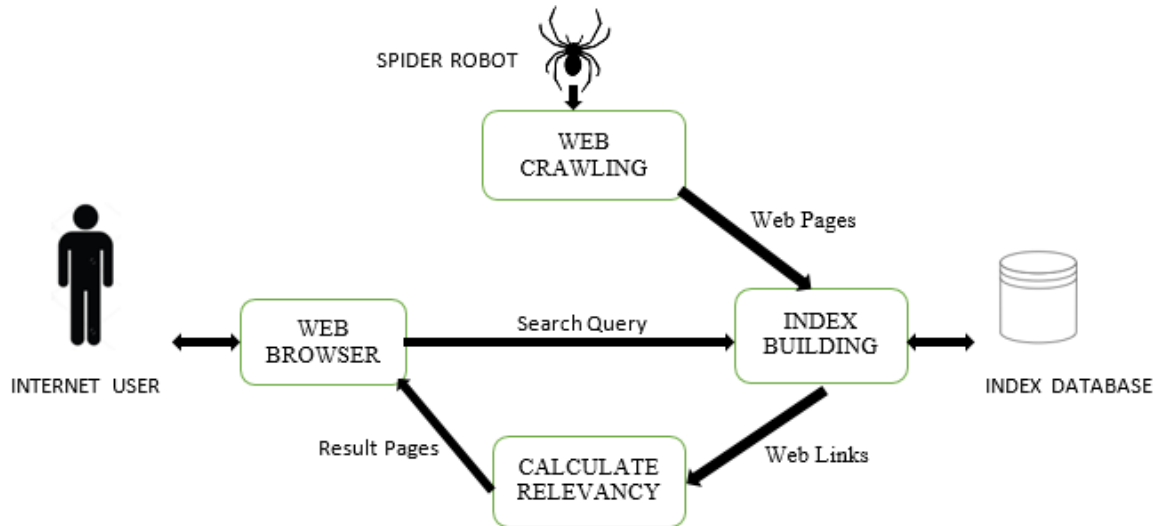 SPIDER ROBOT
WEB
CRAWLING
Web Pages
WEB
BROWSER
Search Query
INDEX
BUILDING
INTERNET USER
INDEX DATABASE
Result Pages
CALCULATE
RELEVANCY
Web Links